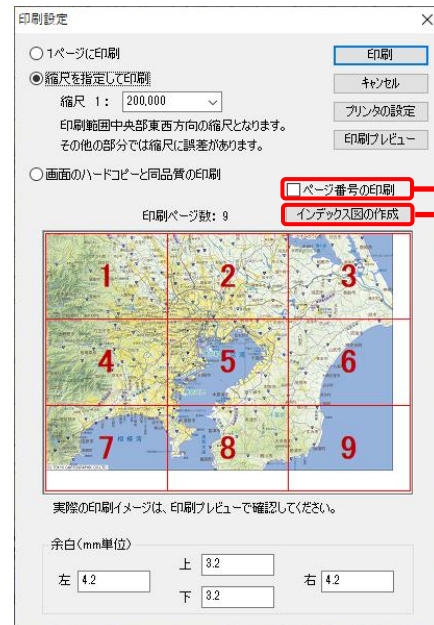 印刷設定
1ページに印刷
縮尺を指定して印刷
縮尺 1： 200,000
印刷範囲中央部東西方向の縮尺となります。
その他の部分では縮尺に誤差があります。
画面のハードコピーと同品質の印刷
印刷
キャンセル
プリンタの設定
印刷プレビュー
ページ番号の印刷
印刷ページ数: 9
インデックス図の作成
1 2 3
4 5 6
7 8 9
相模湾
実際の印刷イメージは、印刷プレビューで確認してください。
余白(mm単位)
左 4.2
上 3.2
下 3.2
右 4.2